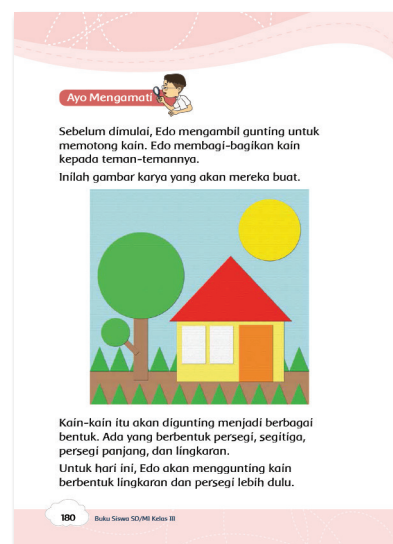 Ayo Mengamati
Sebelum dimulai, Edo mengambil gunting untuk
memotong kain. Edo membagi-bagikan kain
kepada teman-temannya.
Inilah gambar karya yang akan mereka buat.
Kain-kain itu akan digunting menjadi berbagai
bentuk. Ada yang berbentuk persegi, segitiga,
persegi panjang, dan lingkaran.
Untuk hari ini, Edo akan menggunting kain
berbentuk lingkaran dan persegi lebih dulu.
180 Buku Siswa SD/MI Kelas III